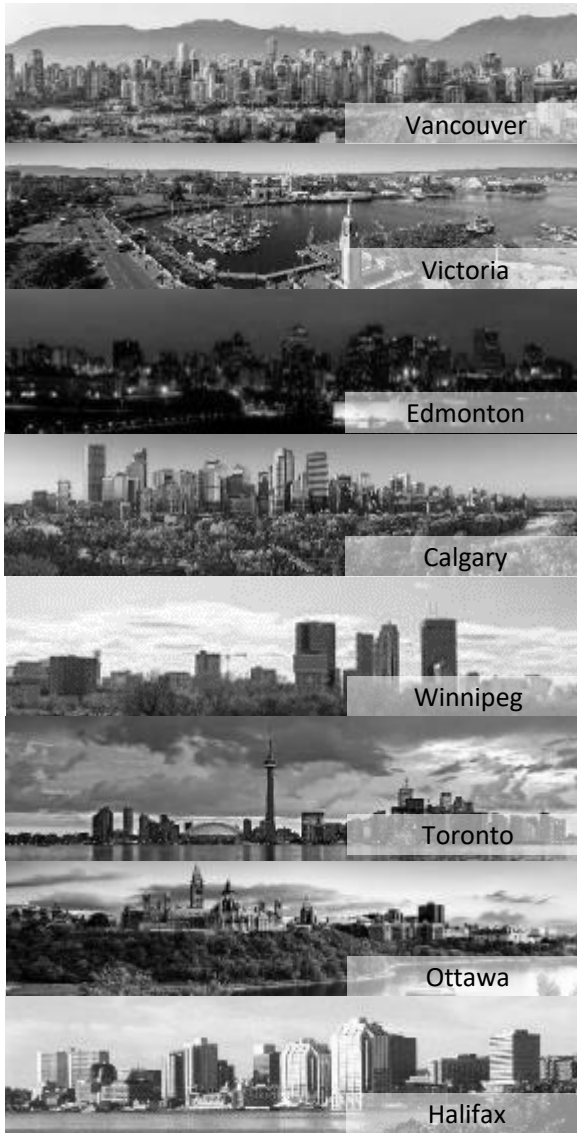 Vancouver
Victoria
Edmonton
Calgary
Winnipeg
Toronto
Ottawa
Halifax